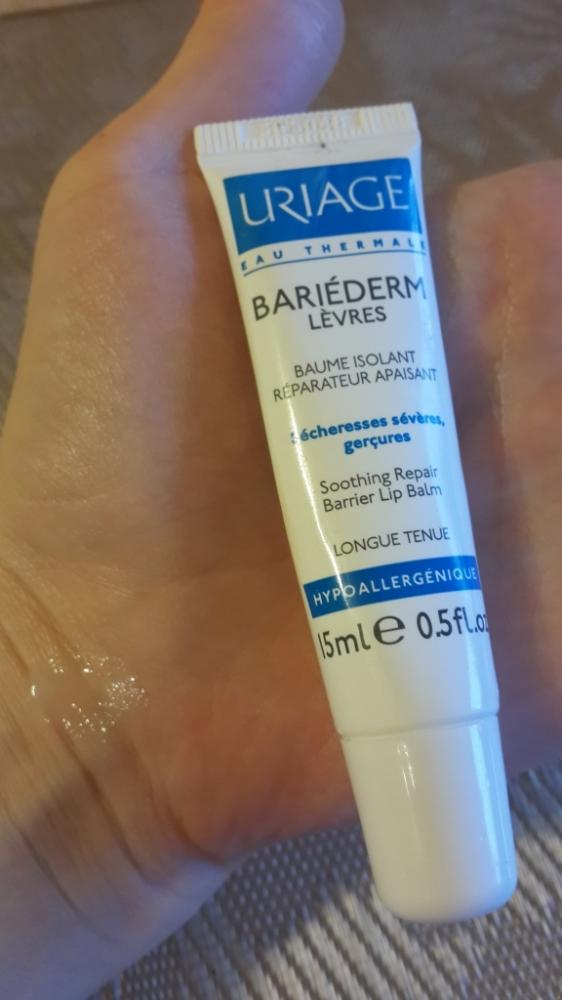 URIAGE
EAU THERMALE
BARIÉDERM
LÈVRES
BAUME ISOLANT
RÉPARATEUR APAISANT
Sécheresses sévères,
gerçures
Soothing Repair
Barrier Lip Balm
LONGUE TENUE
HYPOALLERGÉNIQUE
15ml e 0.5fl.oz